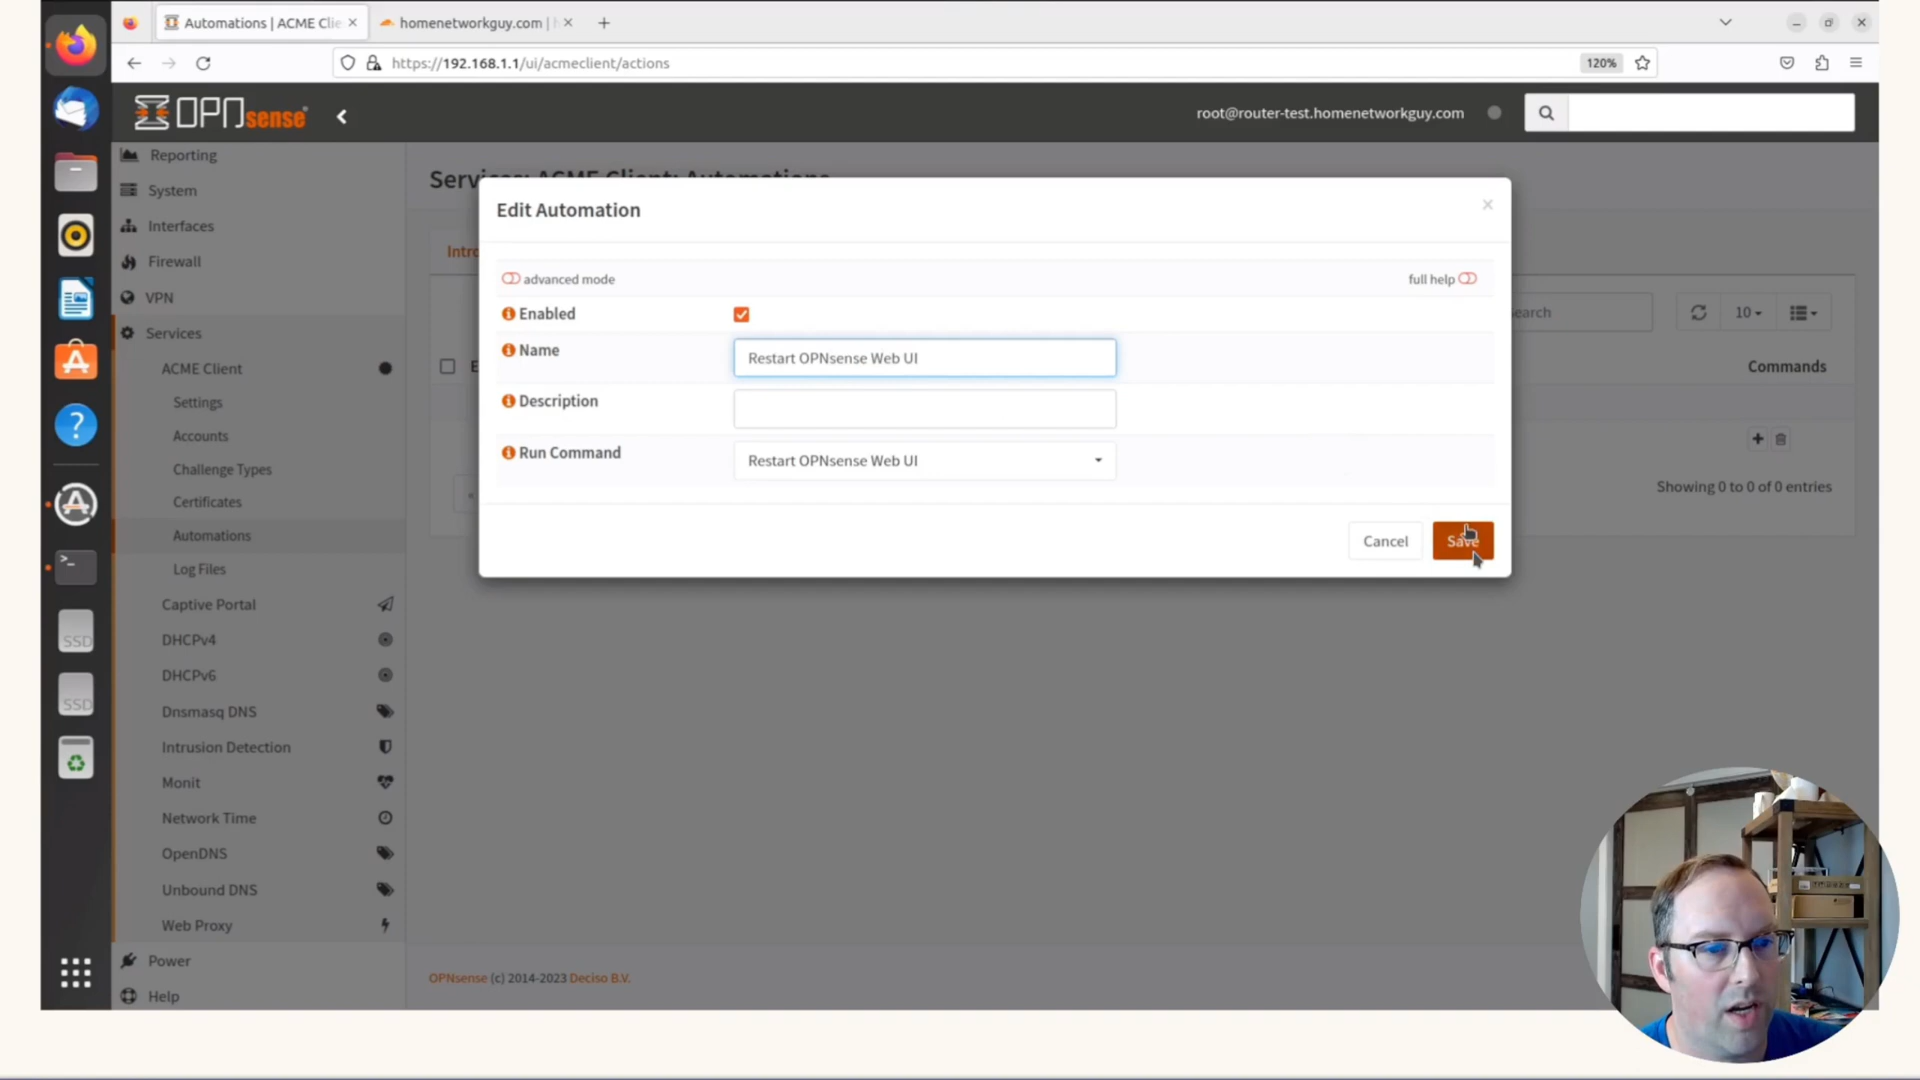 Automations | ACME Clie
homenetworkguy.com |
https://192.168.1.1/ui/acmeclient/actions
120%
OPNsense
root@router-test.homenetworkguy.com
Reporting
System
Interfaces
Firewall
VPN
Services
ACME Client
Settings
Accounts
Challenge Types
Certificates
Automations
Log Files
Captive Portal
DHCPv4
DHCPv6
Dnsmasq DNS
Intrusion Detection
Monit
Network Time
OpenDNS
Unbound DNS
Web Proxy
Power
Help
Services: ACME Client: Automations
Edit Automation
advanced mode
full help
Enabled
Name
Restart OPNsense Web UI
Description
Run Command
Restart OPNsense Web UI
Cancel
Save
10
Commands
Showing 0 to 0 of 0 entries
OPNsense (c) 2014-2023 Deciso B.V.
SSD
SSD